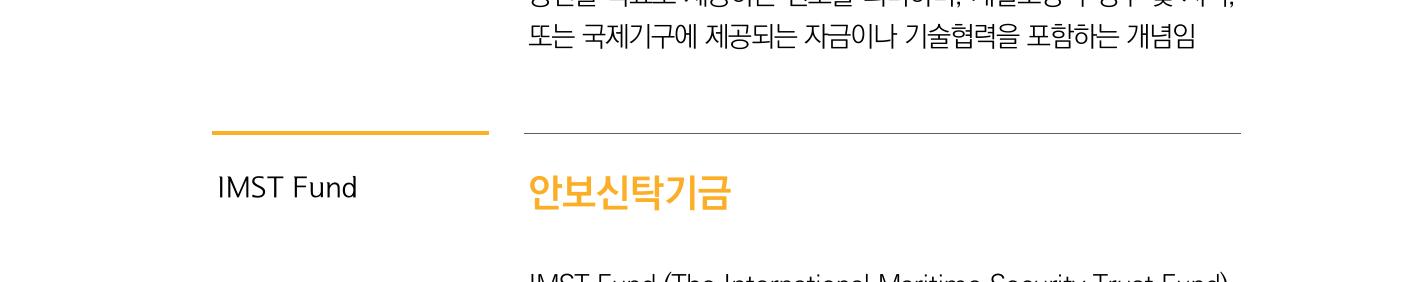 또는 국제기구에 제공되는 자금이나 기술협력을 포함하는 개념임
IMST Fund
안보신탁기금
IMST Fund (The International Maritime Security Trust Fund)